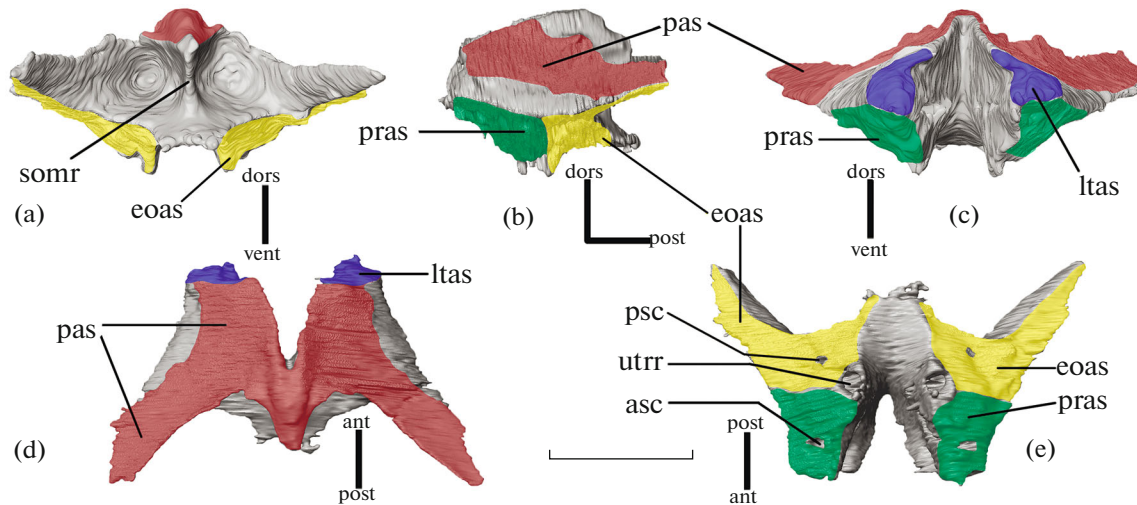 pas
pras
pras
somr
eoas
dors
vent
(a)
dors
post
(b)
eoas
ltas
dors
vent
(c)
ltas
pas
ant
post
(d)
psc
utrr
asc
eoas
pras
post
ant
(e)